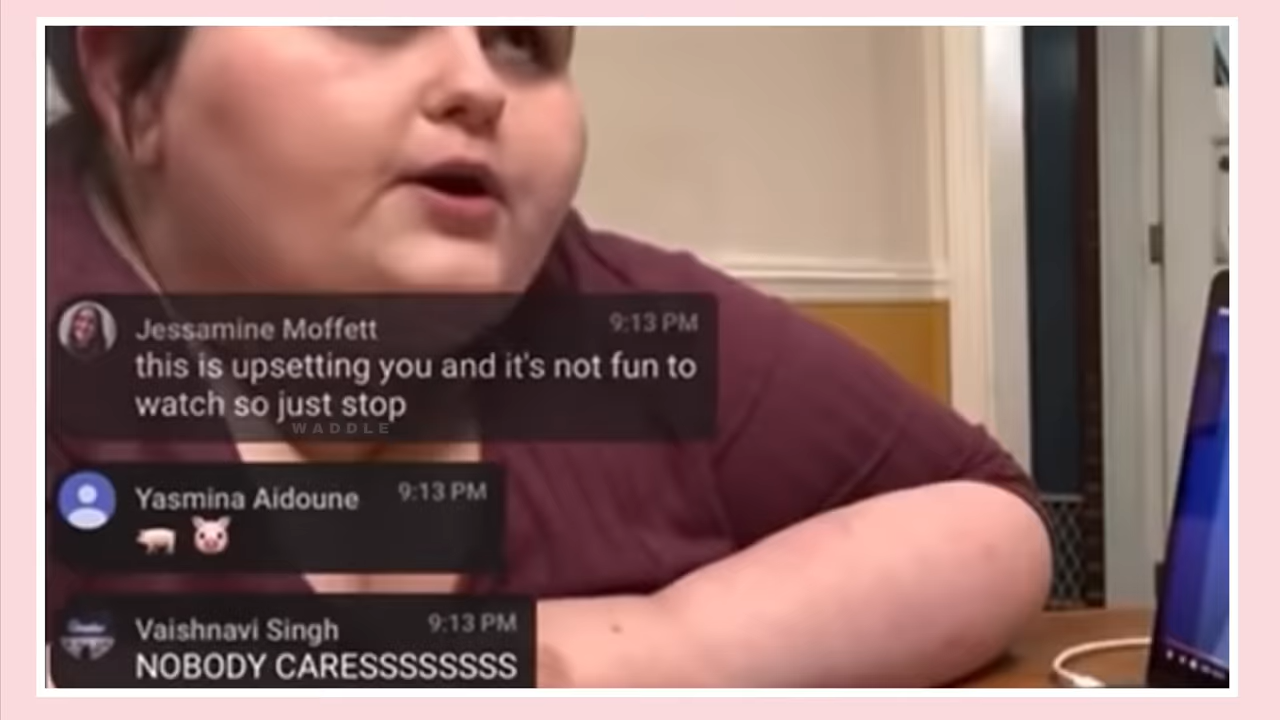 Jessamine Moffett 9:13 PM
this is upsetting you and it's not fun to
watch so just stop
WADDLE
Yasmina Aidoune 9:13 PM
🐖 🐷
Vaishnavi Singh 9:13 PM
NOBODY CARESSSSSSSS